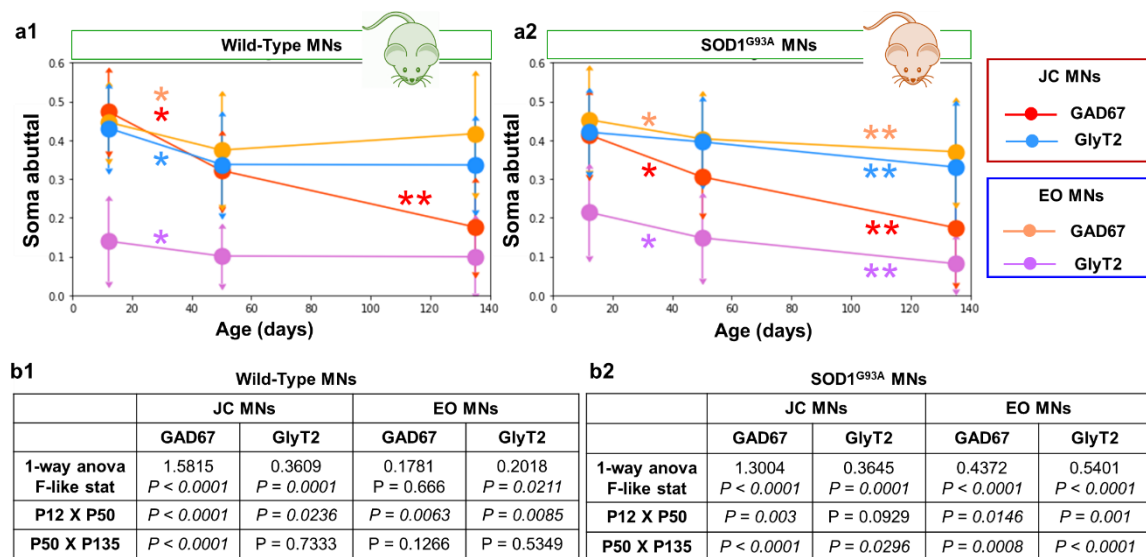 a1
Wild-Type MNs
Soma abuttal
0.6
0.5
0.4
0.3
0.2
0.1
0.0
* * * ** *
0 20 40 60 80 100 120 140
Age (days)
a2
SOD1G93A MNs
Soma abuttal
0.6
0.5
0.4
0.3
0.2
0.1
0.0
* ** ** * ** * **
0 20 40 60 80 100 120 140
Age (days)
JC MNs
GAD67
GlyT2
EO MNs
GAD67
GlyT2
b1
Wild-Type MNs
JC MNs EO MNs
GAD67 GlyT2 GAD67 GlyT2
1-way anova 1.5815 0.3609 0.1781 0.2018
F-like stat P < 0.0001 P = 0.0001 P = 0.666 P = 0.0211
P12 X P50 P < 0.0001 P = 0.0236 P = 0.0063 P = 0.0085
P50 X P135 P < 0.0001 P = 0.7333 P = 0.1266 P = 0.5349
b2
SOD1G93A MNs
JC MNs EO MNs
GAD67 GlyT2 GAD67 GlyT2
1-way anova 1.3004 0.3645 0.4372 0.5401
F-like stat P < 0.0001 P = 0.0001 P < 0.0001 P < 0.0001
P12 X P50 P = 0.003 P = 0.0929 P = 0.0146 P = 0.001
P50 X P135 P < 0.0001 P = 0.0296 P = 0.0008 P < 0.0001